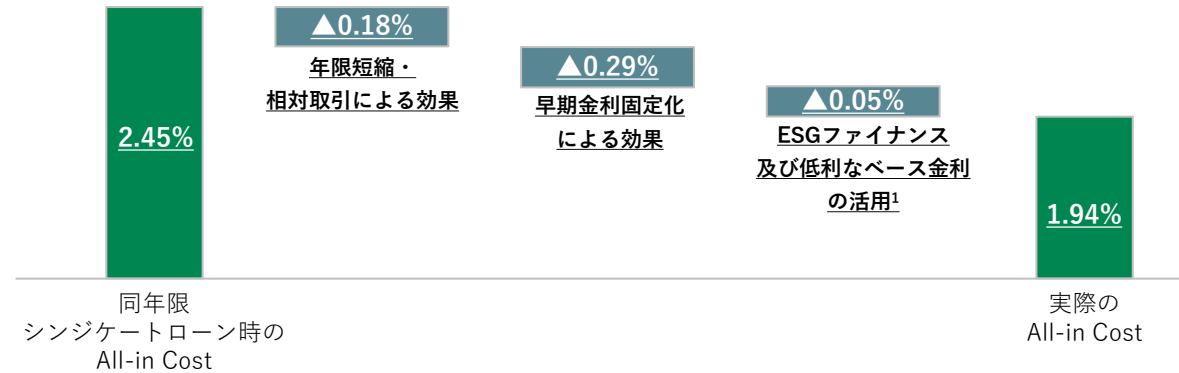 2.45%
▲0.18%
年限短縮・
相対取引による効果
▲0.29%
早期金利固定化
による効果
▲0.05%
ESGファイナンス
及び低利なベース金利
の活用¹
1.94%
同年限
シンジケートローン時の
All-in Cost
実際の
All-in Cost